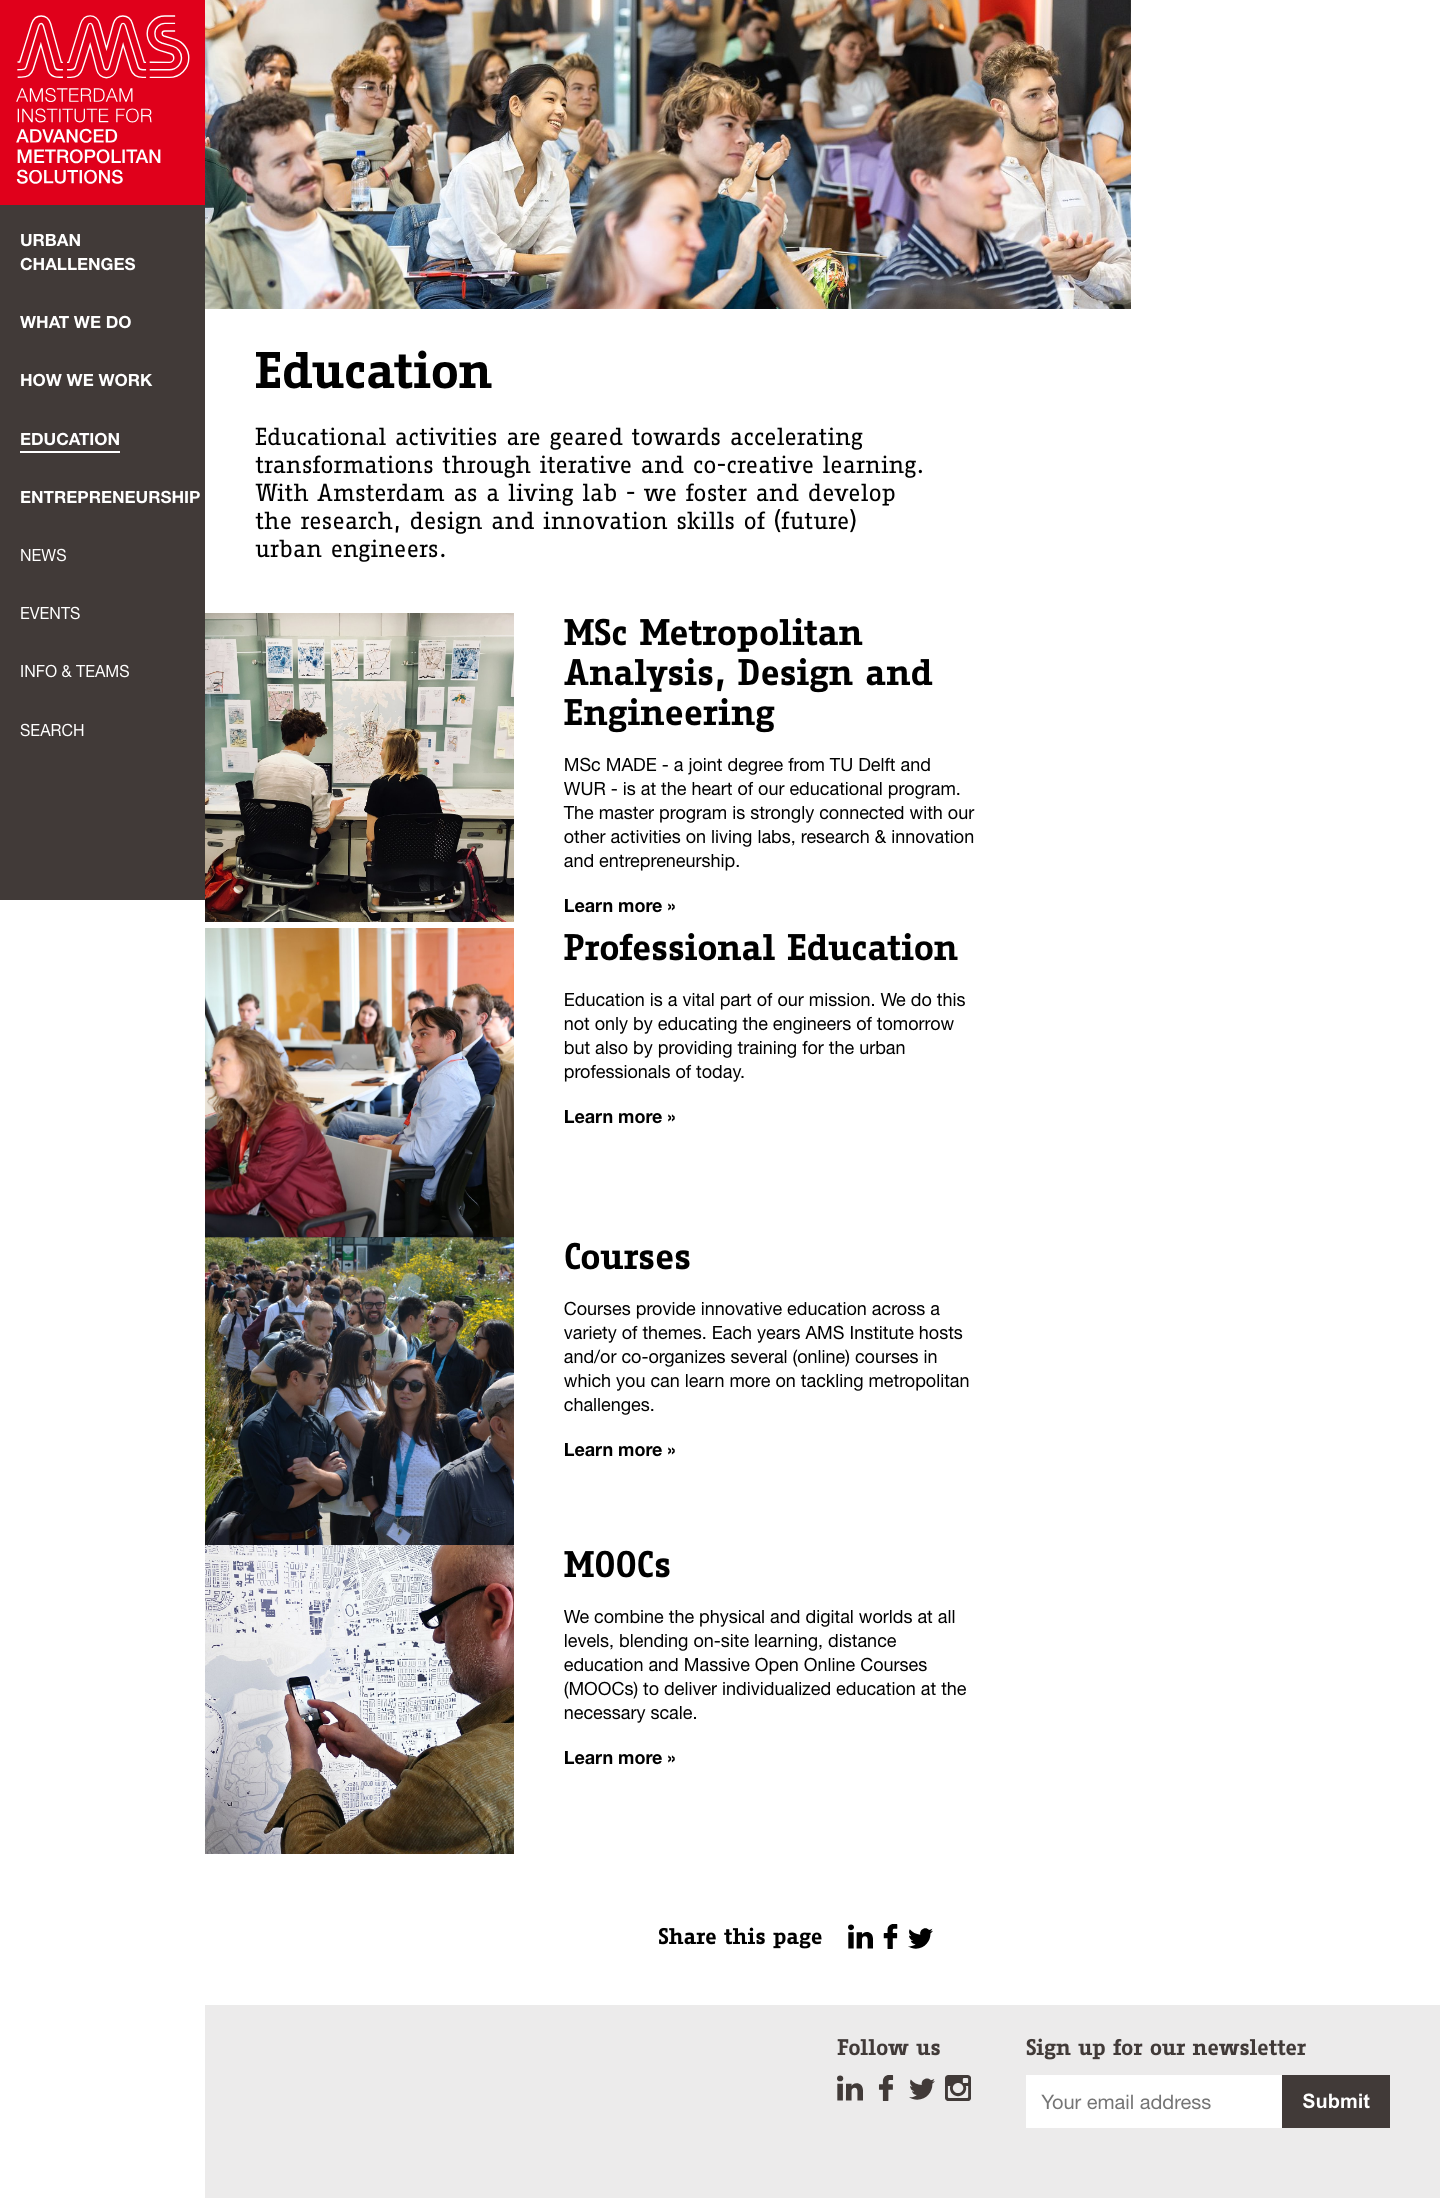 AMS
AMSTERDAM
INSTITUTE FOR
ADVANCED
METROPOLITAN
SOLUTIONS
URBAN
CHALLENGES
WHAT WE DO
HOW WE WORK
EDUCATION
ENTREPRENEURSHIP
NEWS
EVENTS
INFO & TEAMS
SEARCH
Education
Educational activities are geared towards accelerating
transformations through iterative and co-creative learning.
With Amsterdam as a living lab - we foster and develop
the research, design and innovation skills of (future)
urban engineers.
MSc Metropolitan
Analysis, Design and
Engineering
MSc MADE - a joint degree from TU Delft and
WUR - is at the heart of our educational program.
The master program is strongly connected with our
other activities on living labs, research & innovation
and entrepreneurship.
Learn more »
Professional Education
Education is a vital part of our mission. We do this
not only by educating the engineers of tomorrow
but also by providing training for the urban
professionals of today.
Learn more »
Courses
Courses provide innovative education across a
variety of themes. Each years AMS Institute hosts
and/or co-organizes several (online) courses in
which you can learn more on tackling metropolitan
challenges.
Learn more »
MOOCs
We combine the physical and digital worlds at all
levels, blending on-site learning, distance
education and Massive Open Online Courses
(MOOCs) to deliver individualized education at the
necessary scale.
Learn more »
Share this page
Follow us
Sign up for our newsletter
Your email address
Submit